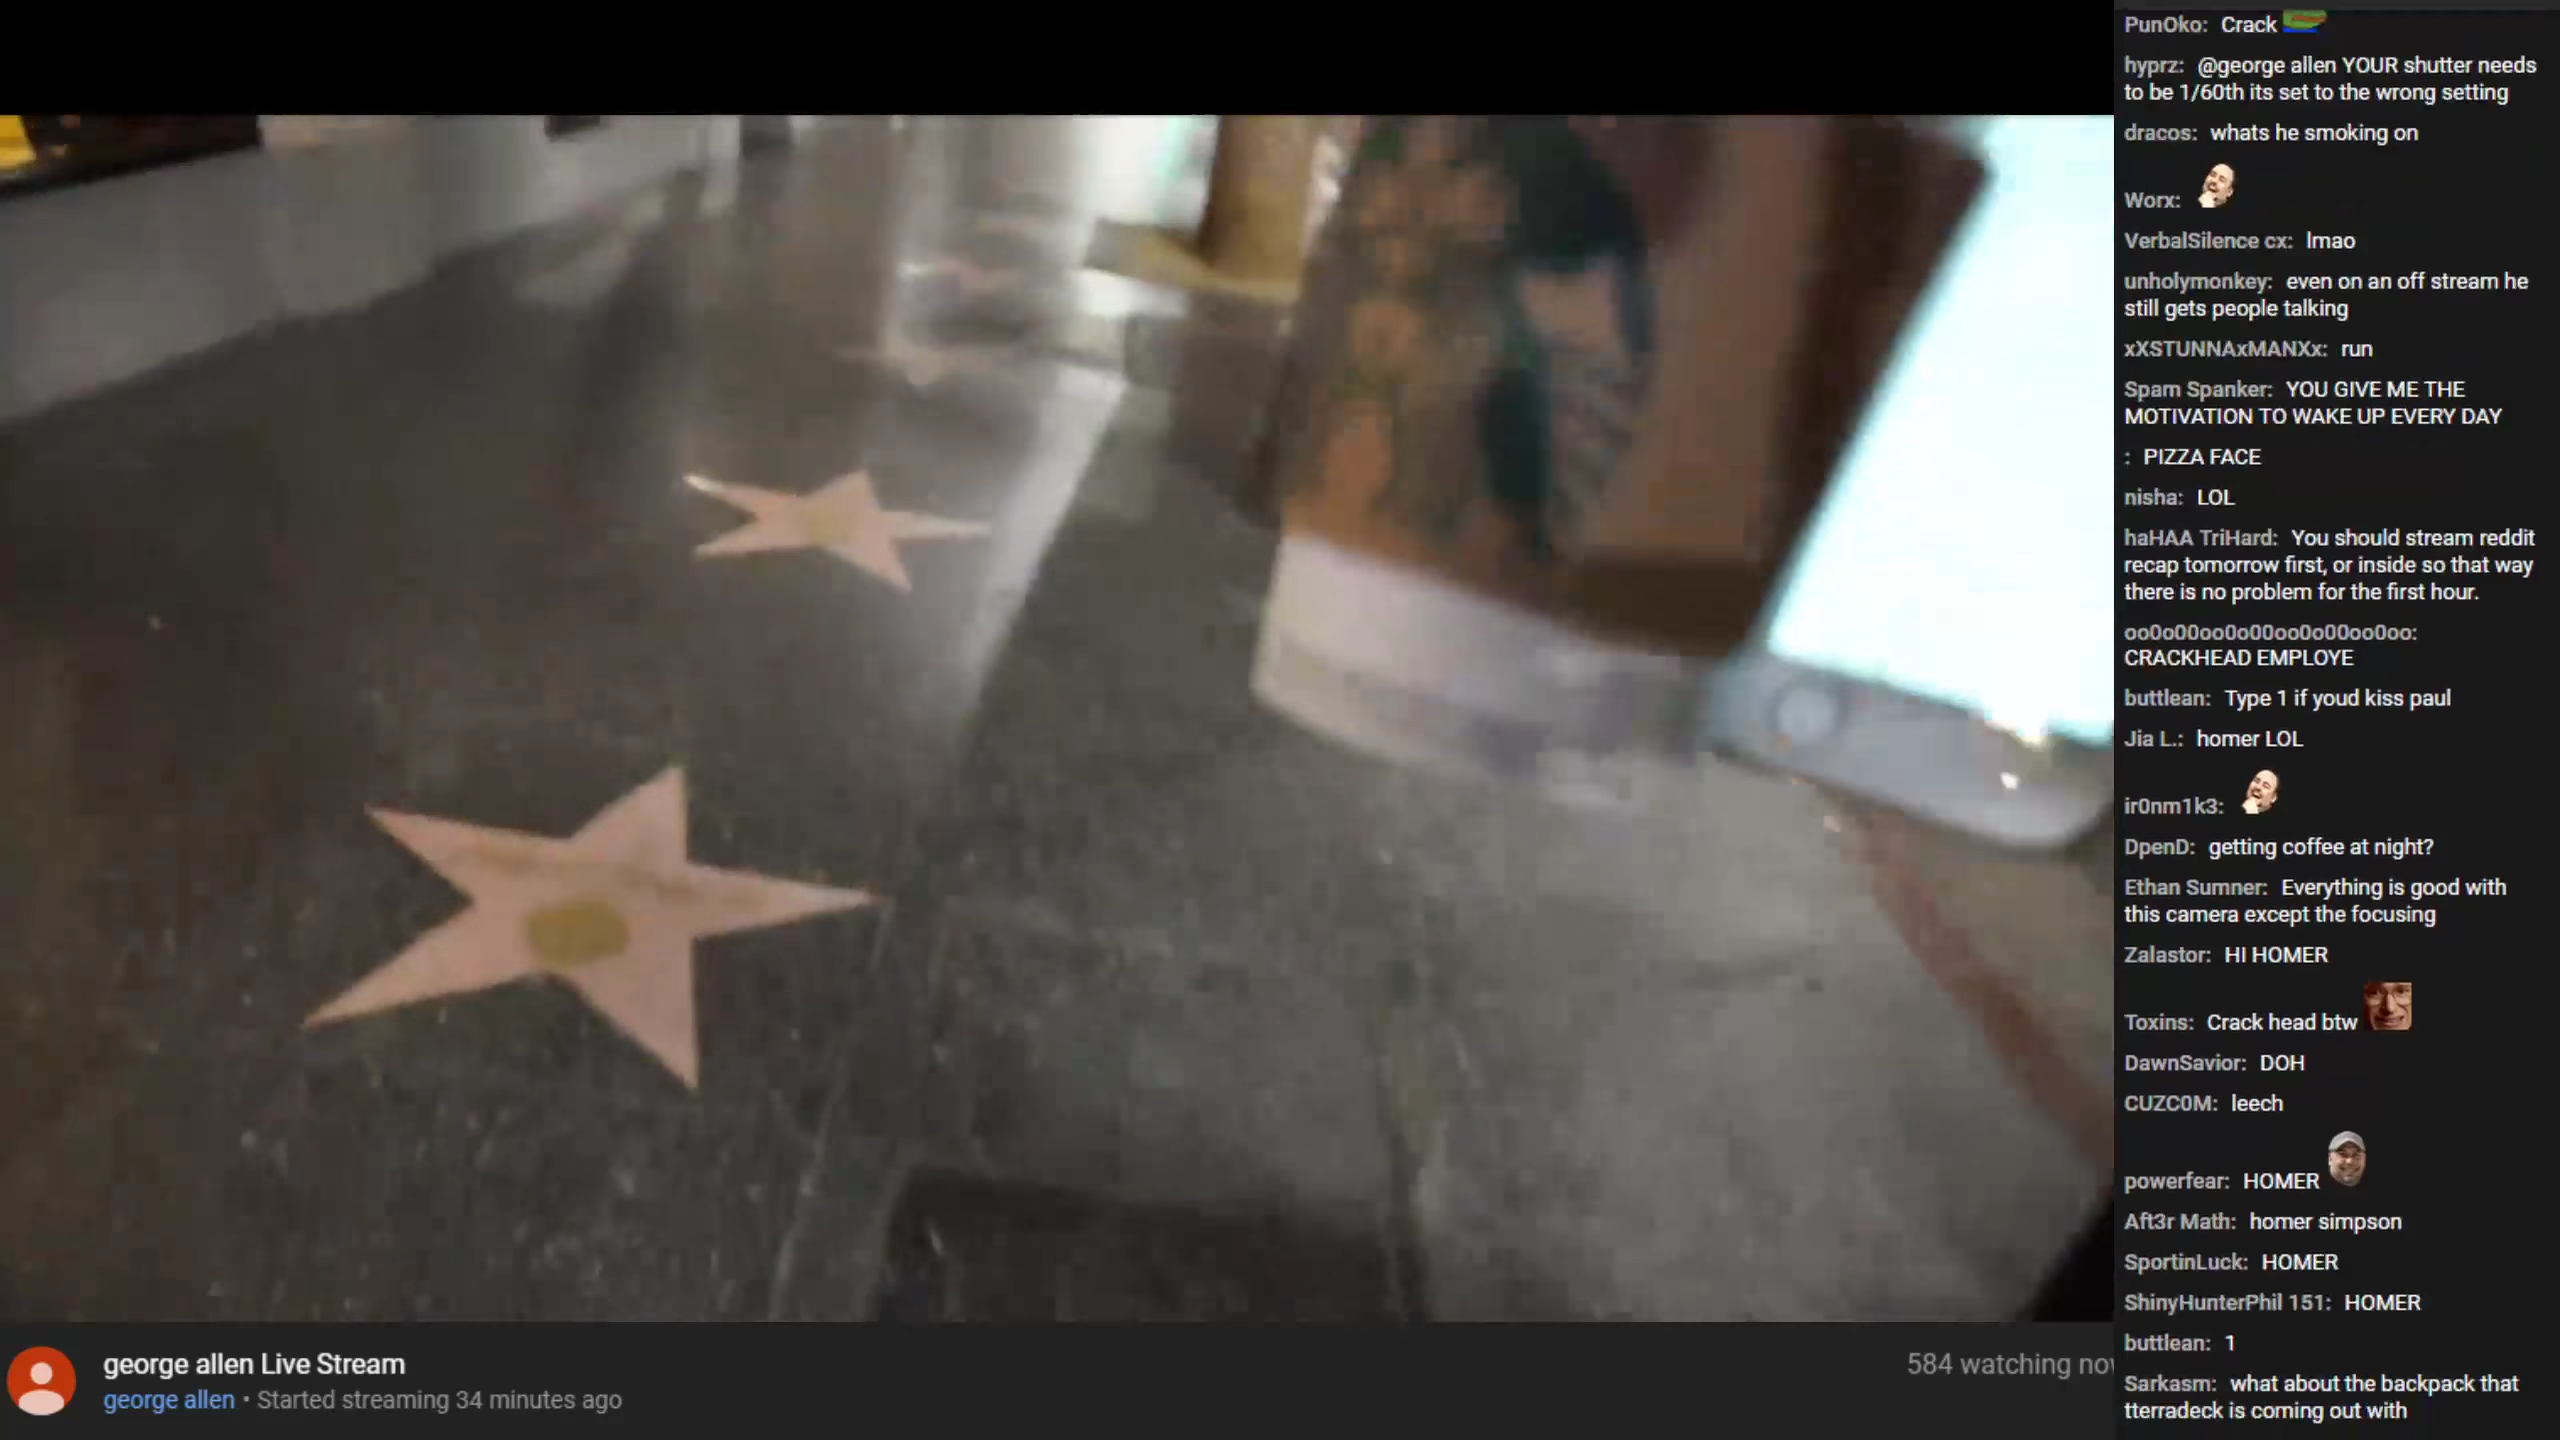 PunOko: Crack
hyprz: @george allen YOUR shutter needs
to be 1/60th its set to the wrong setting
dracos: whats he smoking on
Worx:
VerbalSilence cx: lmao
unholymonkey: even on an off stream he
still gets people talking
xXSTUNNAxMANXx: run
Spam Spanker: YOU GIVE ME THE
MOTIVATION TO WAKE UP EVERY DAY
: PIZZA FACE
nisha: LOL
haHAA TriHard: You should stream reddit
recap tomorrow first, or inside so that way
there is no problem for the first hour.
oo0o00oo0o00oo0o00oo0oo:
CRACKHEAD EMPLOYE
buttlean: Type 1 if youd kiss paul
Jia L.: homer LOL
ir0nm1k3:
DpenD: getting coffee at night?
Ethan Sumner: Everything is good with
this camera except the focusing
Zalastor: HI HOMER
Toxins: Crack head btw
DawnSavior: DOH
CUZC0M: leech
powerfear: HOMER
Aft3r Math: homer simpson
SportinLuck: HOMER
ShinyHunterPhil 151: HOMER
buttlean: 1
Sarkasm: what about the backpack that
tterradeck is coming out with
george allen Live Stream
584 watching now
george allen • Started streaming 34 minutes ago